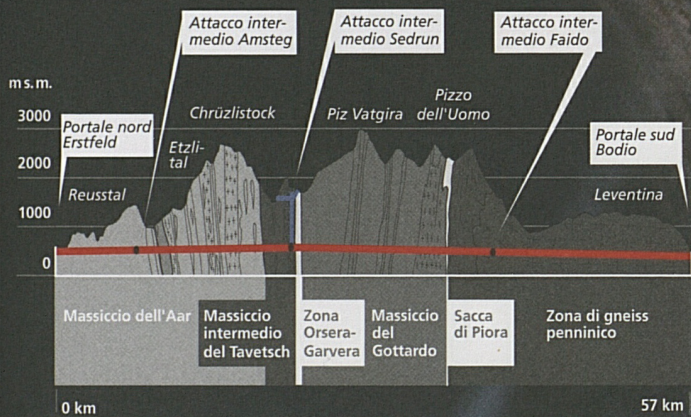 Attacco inter-
medio Amsteg
Attacco inter-
medio Sedrun
Attacco inter-
medio Faido
m s. m.
3000
2000
1000
0
Portale nord
Erstfeld
Reusstal
Etzli-
tal
Chrüzlistock
Piz Vatgira
Pizzo
dell'Uomo
Portale sud
Bodio
Leventina
Massiccio dell'Aar
Massiccio
intermedio
del Tavetsch
Zona
Orsera-
Garvera
Massiccio
del
Gottardo
Sacca
di Piora
Zona di gneiss
penninico
0 km
57 km